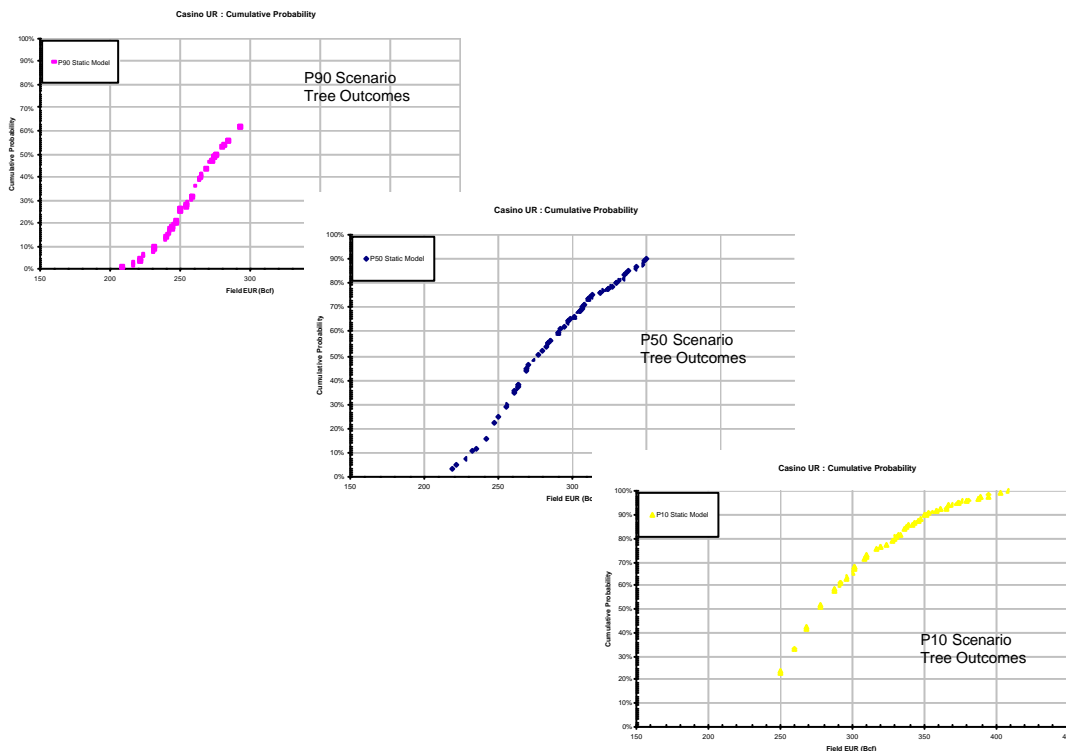 Casino UR : Cumulative Probability
100%
90%
80%
70%
60%
50%
40%
30%
20%
10%
0%
Cumulative Probability
P90 Static Model
P90 Scenario
Tree Outcomes
150 200 250 300
Field EUR (Bcf)
Casino UR : Cumulative Probability
100%
90%
80%
70%
60%
50%
40%
30%
20%
10%
0%
Cumulative Probability
P50 Static Model
P50 Scenario
Tree Outcomes
150 200 250 300
Field EUR (Bcf
Casino UR : Cumulative Probability
100%
90%
80%
70%
60%
50%
40%
30%
20%
10%
0%
Cumulative Probability
P10 Static Model
P10 Scenario
Tree Outcomes
150 200 250 300 350 400
Field EUR (Bcf)